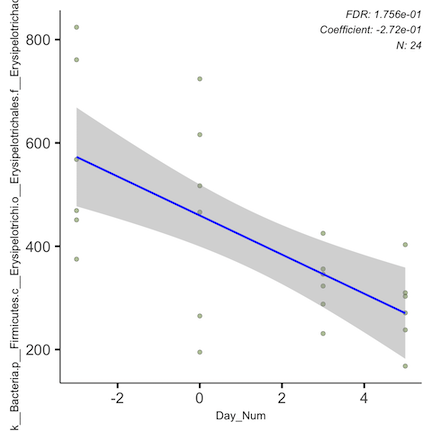 FDR: 1.756e-01
Coefficient: -2.72e-01
N: 24
k__Bacteria.p__Firmicutes.c__Erysipelotrichi.o__Erysipelotrichales.f__Erysipelotrichac
800
600
400
200
-2
0
2
4
Day_Num